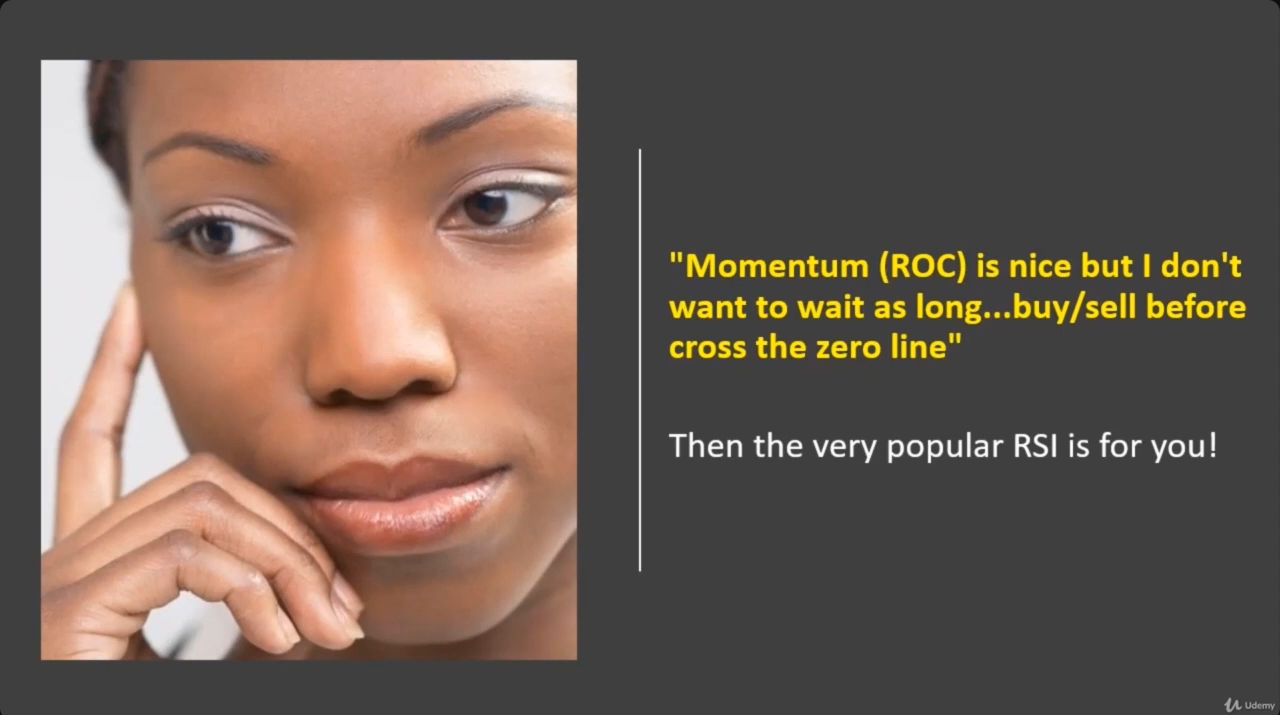 "Momentum (ROC) is nice but I don't
want to wait as long...buy/sell before
cross the zero line"
Then the very popular RSI is for you!
Udemy